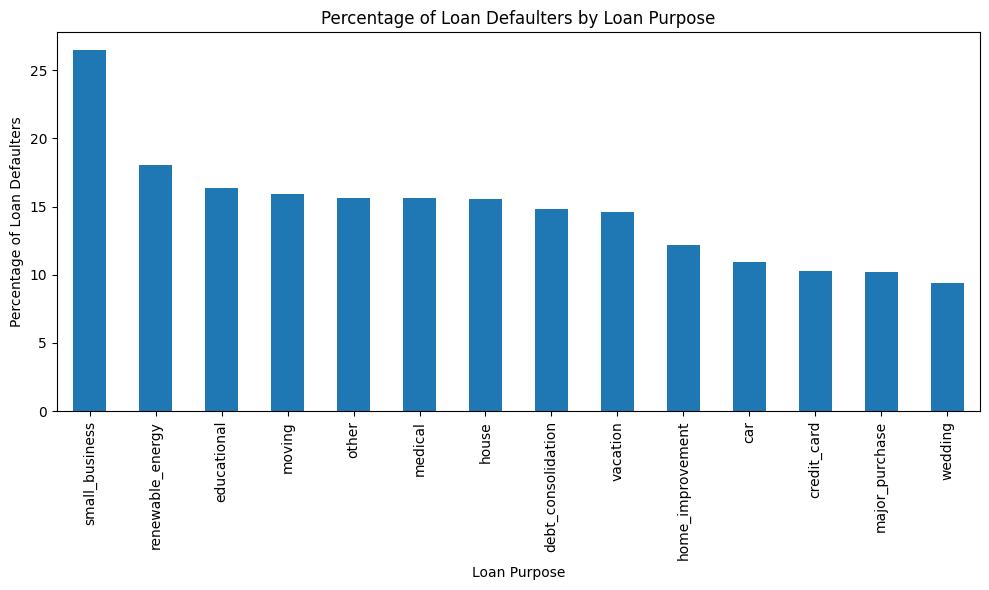 Percentage of Loan Defaulters by Loan Purpose
Percentage of Loan Defaulters
25
20
15
10
5
0
small_business
renewable_energy
educational
moving
other
medical
house
debt_consolidation
vacation
home_improvement
car
credit_card
major_purchase
wedding
Loan Purpose